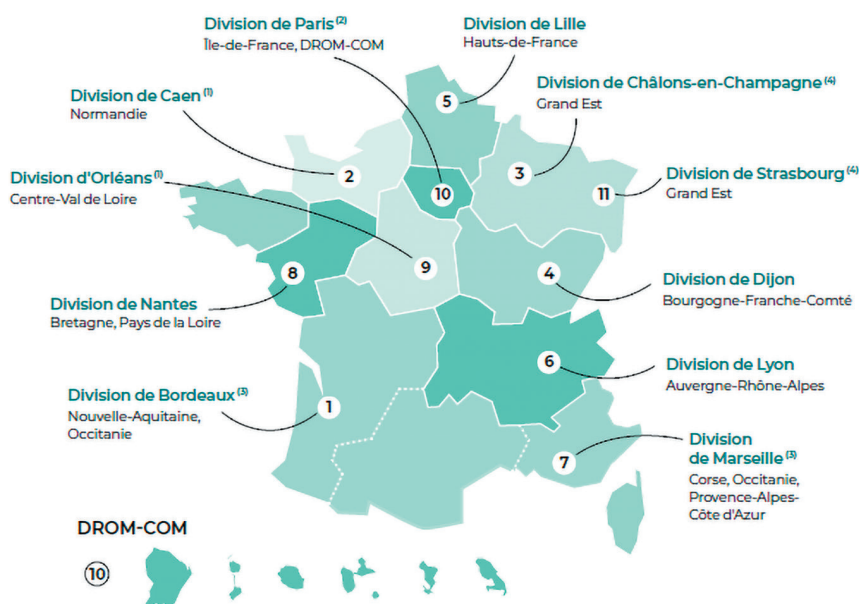 Division de Paris (2)
Île-de-France, DROM-COM
Division de Lille
Hauts-de-France
Division de Caen (1)
Normandie
Division de Châlons-en-Champagne (4)
Grand Est
Division d'Orléans (1)
Centre-Val de Loire
Division de Strasbourg (4)
Grand Est
5
2
3
10
11
8
9
4
Division de Nantes
Bretagne, Pays de la Loire
Division de Dijon
Bourgogne-Franche-Comté
6
Division de Lyon
Auvergne-Rhône-Alpes
Division de Bordeaux (3)
Nouvelle-Aquitaine,
Occitanie
1
7
Division
de Marseille (3)
Corse, Occitanie,
Provence-Alpes-
Côte d'Azur
DROM-COM
10